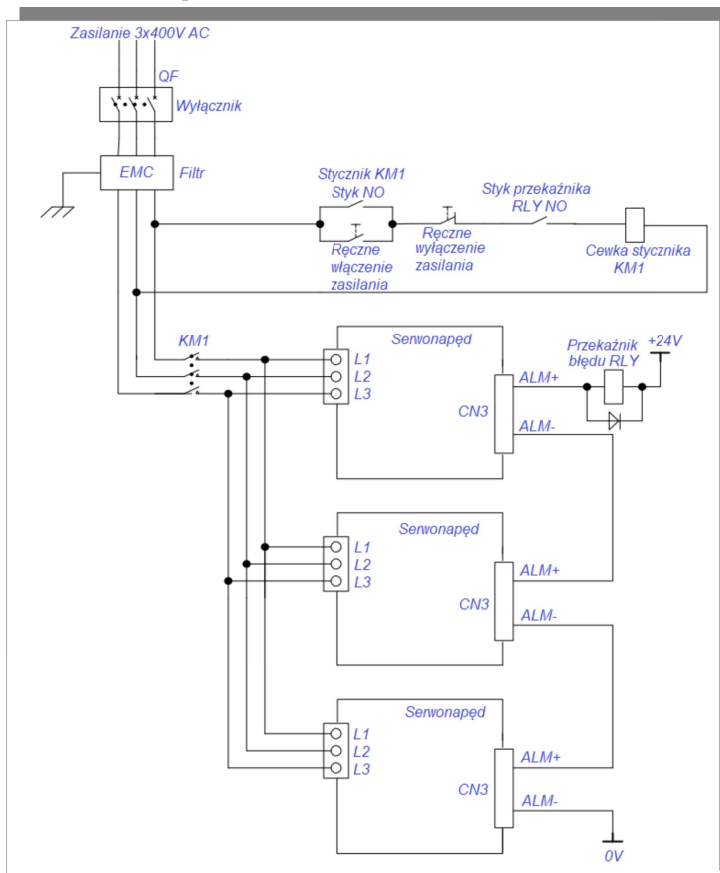 Zasilanie 3x400V AC
QF
Wyłącznik
EMC
Filtr
Stycznik KM1
Styk NO
Ręczne
włączenie
zasilania
Ręczne
wyłączenie
zasilania
Styk przekaźnika
RLY NO
Cewka stycznika
KM1
KM1
Serwonapęd
L1
L2
L3
CN3
ALM+
ALM-
Przekaźnik
błędu RLY
+24V
Serwonapęd
L1
L2
L3
CN3
ALM+
ALM-
Serwonapęd
L1
L2
L3
CN3
ALM+
ALM-
0V